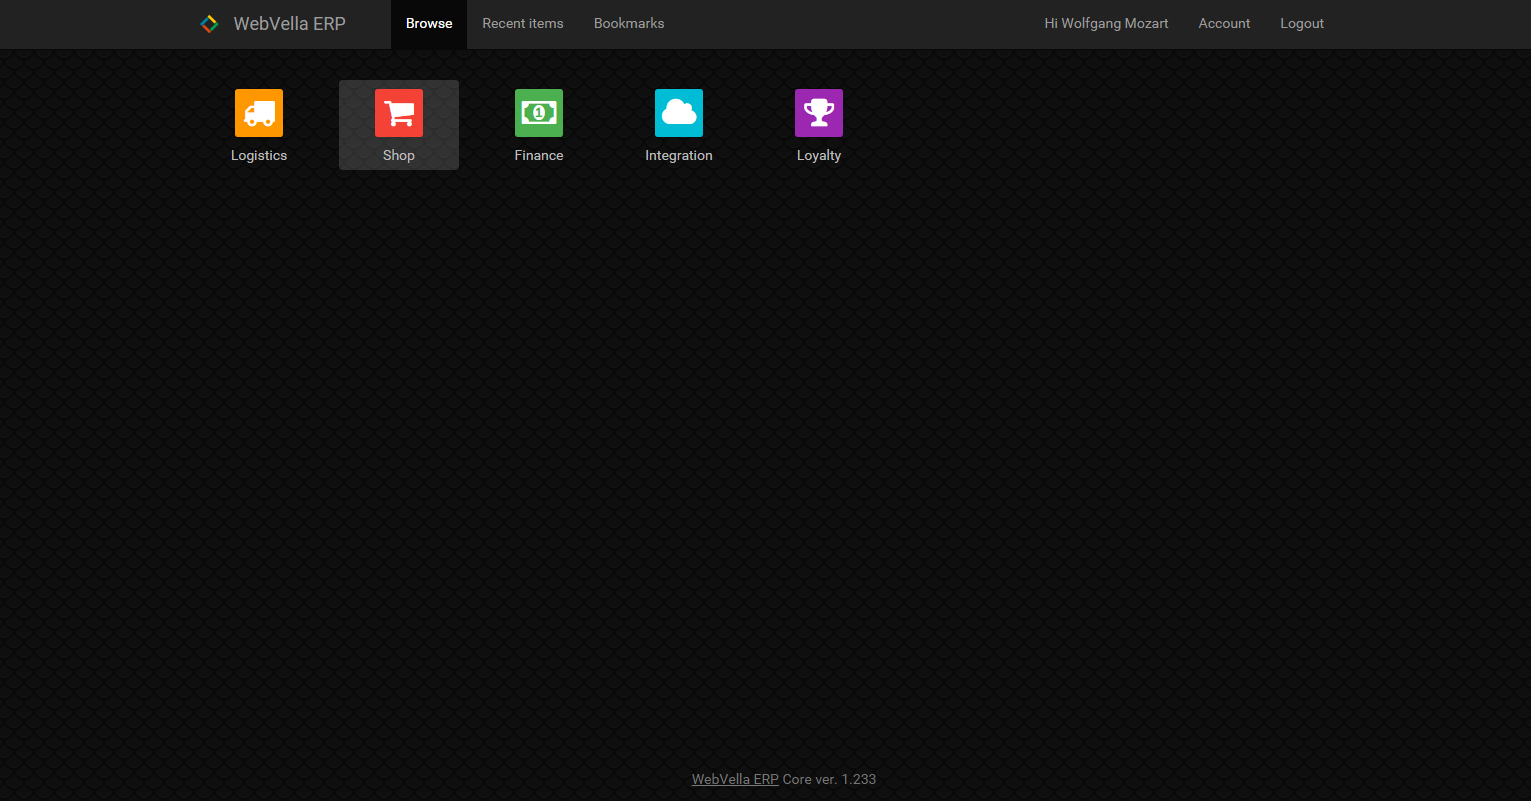 WebVella ERP Browse Recent items Bookmarks Hi Wolfgang Mozart Account Logout
Logistics Shop Finance Integration Loyalty
WebVella ERP Core ver. 1.233